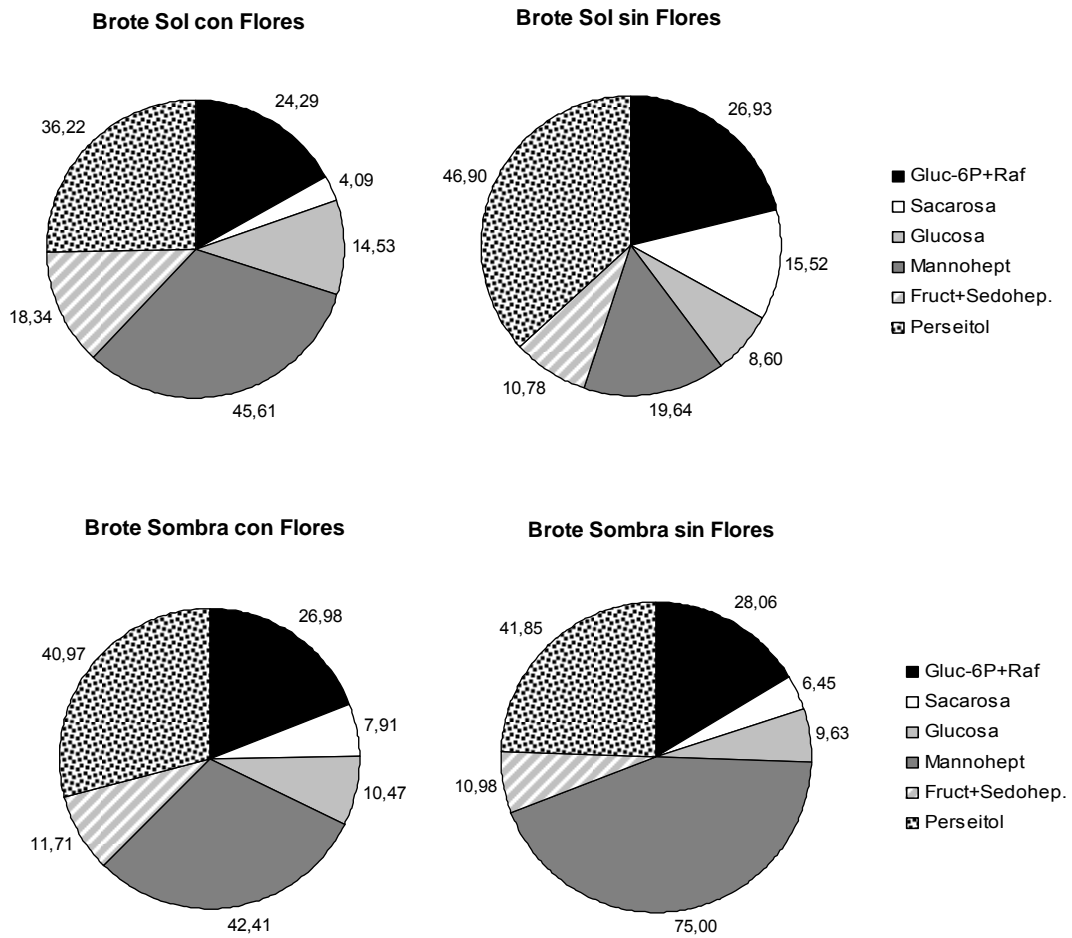 Brote Sol con Flores
24,29
4,09
14,53
45,61
18,34
36,22
Brote Sol sin Flores
26,93
15,52
8,60
19,64
10,78
46,90
Gluc-6P+Raf
Sacarosa
Glucosa
Mannohept
Fruct+Sedohep.
Perseitol
Brote Sombra con Flores
26,98
7,91
10,47
42,41
11,71
40,97
Brote Sombra sin Flores
28,06
6,45
9,63
75,00
10,98
41,85
Gluc-6P+Raf
Sacarosa
Glucosa
Mannohept
Fruct+Sedohep.
Perseitol